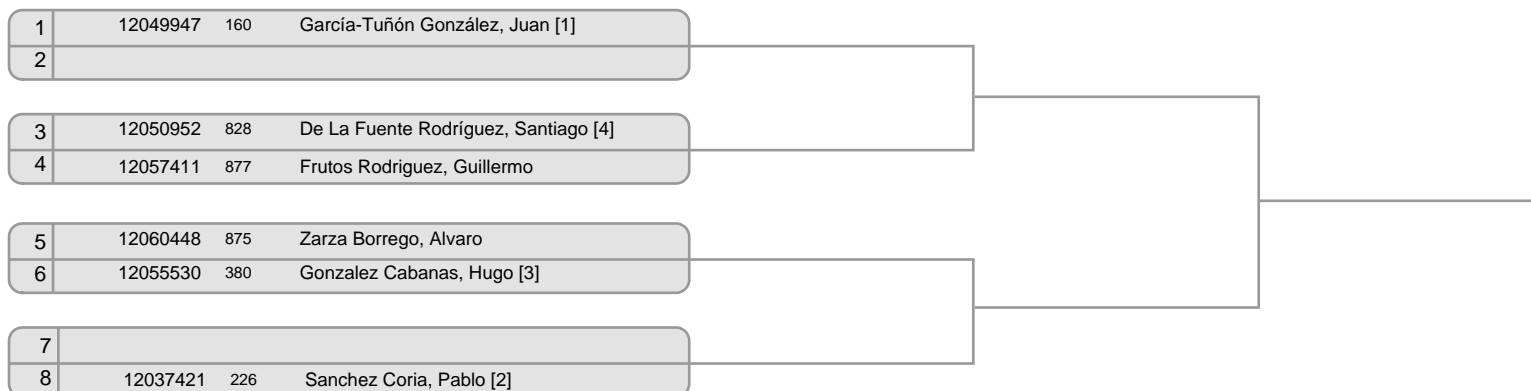 1 12049947 160 García-Tuñón González, Juan [1]
2
3 12050952 828 De La Fuente Rodríguez, Santiago [4]
4 12057411 877 Frutos Rodriguez, Guillermo
5 12060448 875 Zarza Borrego, Alvaro
6 12055530 380 Gonzalez Cabanas, Hugo [3]
7
8 12037421 226 Sanchez Coria, Pablo [2]